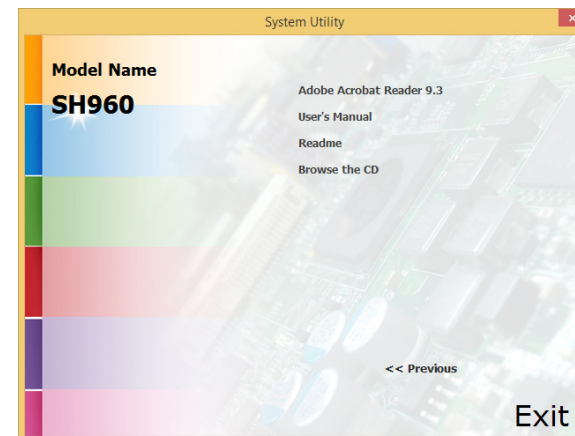 System Utility
Model Name
SH960
Adobe Acrobat Reader 9.3
User's Manual
Readme
Browse the CD
<< Previous
Exit